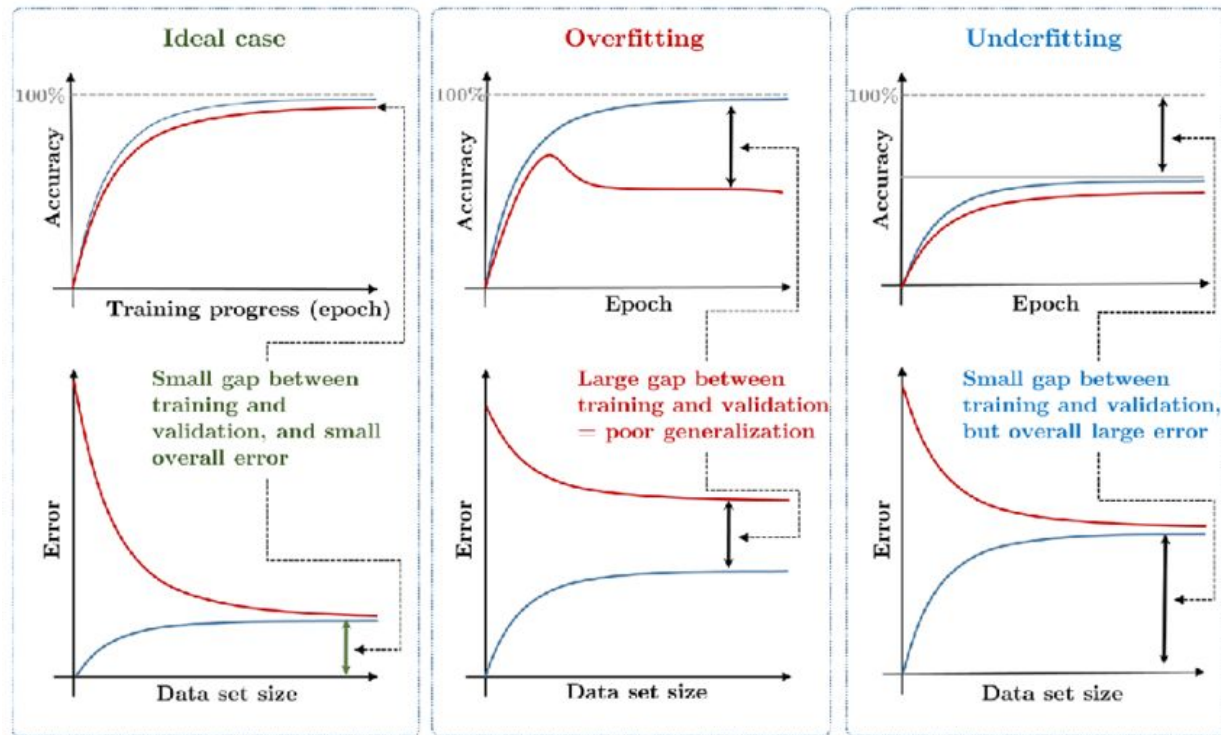 Ideal case
100%
Accuracy
Training progress (epoch)
Small gap between
training and
validation, and small
overall error
Error
Data set size
Overfitting
100%
Accuracy
Epoch
Large gap between
training and validation
= poor generalization
Error
Data set size
Underfitting
100%
Accuracy
Epoch
Small gap between
training and validation,
but overall large error
Error
Data set size